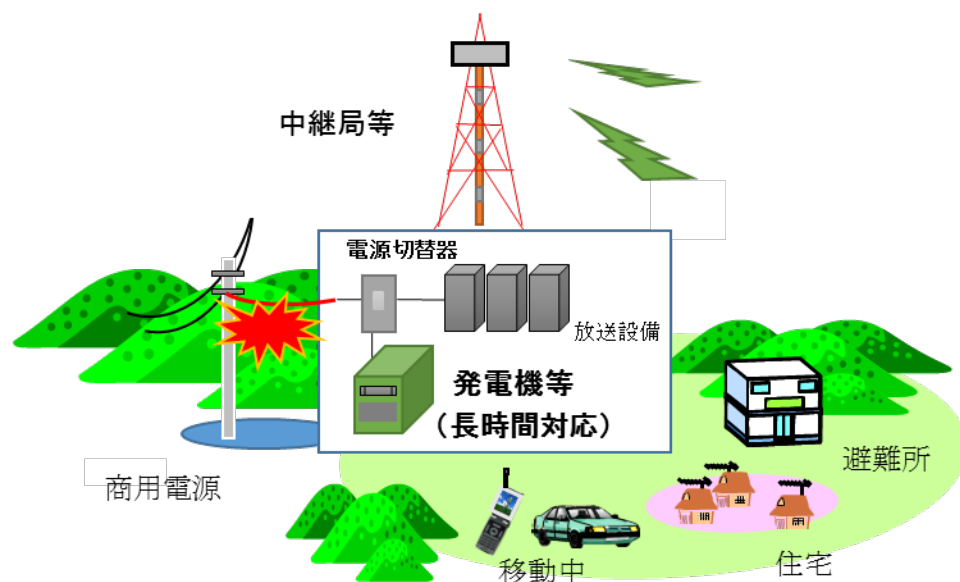 中継局等
電源切替器
放送設備
発電機等
（長時間対応）
商用電源
避難所
移動中
住宅